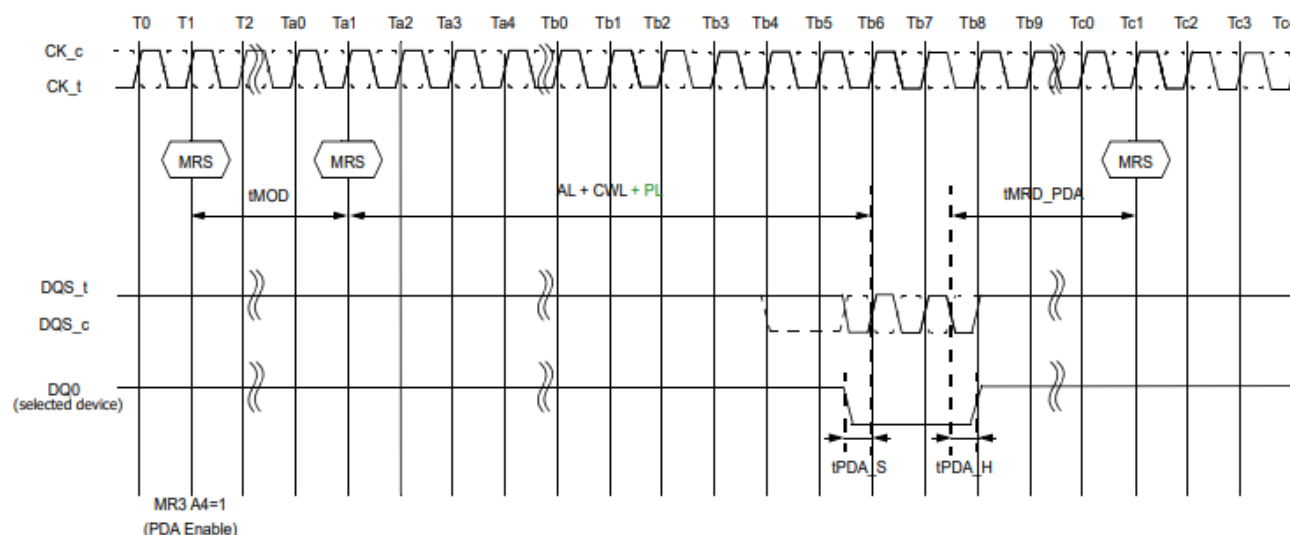 T0 T1 T2 Ta0 Ta1 Ta2 Ta3 Ta4 Tb0 Tb1 Tb2 Tb3 Tb4 Tb5 Tb6 Tb7 Tb8 Tb9 Tc0 Tc1 Tc2 Tc3
CK_c
CK_t
MRS MRS MRS
tMOD AL + CWL + PL tMRD_PDA
DQS_t
DQS_c
DQ0
(selected device)
tPDA_S tPDA_H
MR3 A4=1
(PDA Enable)